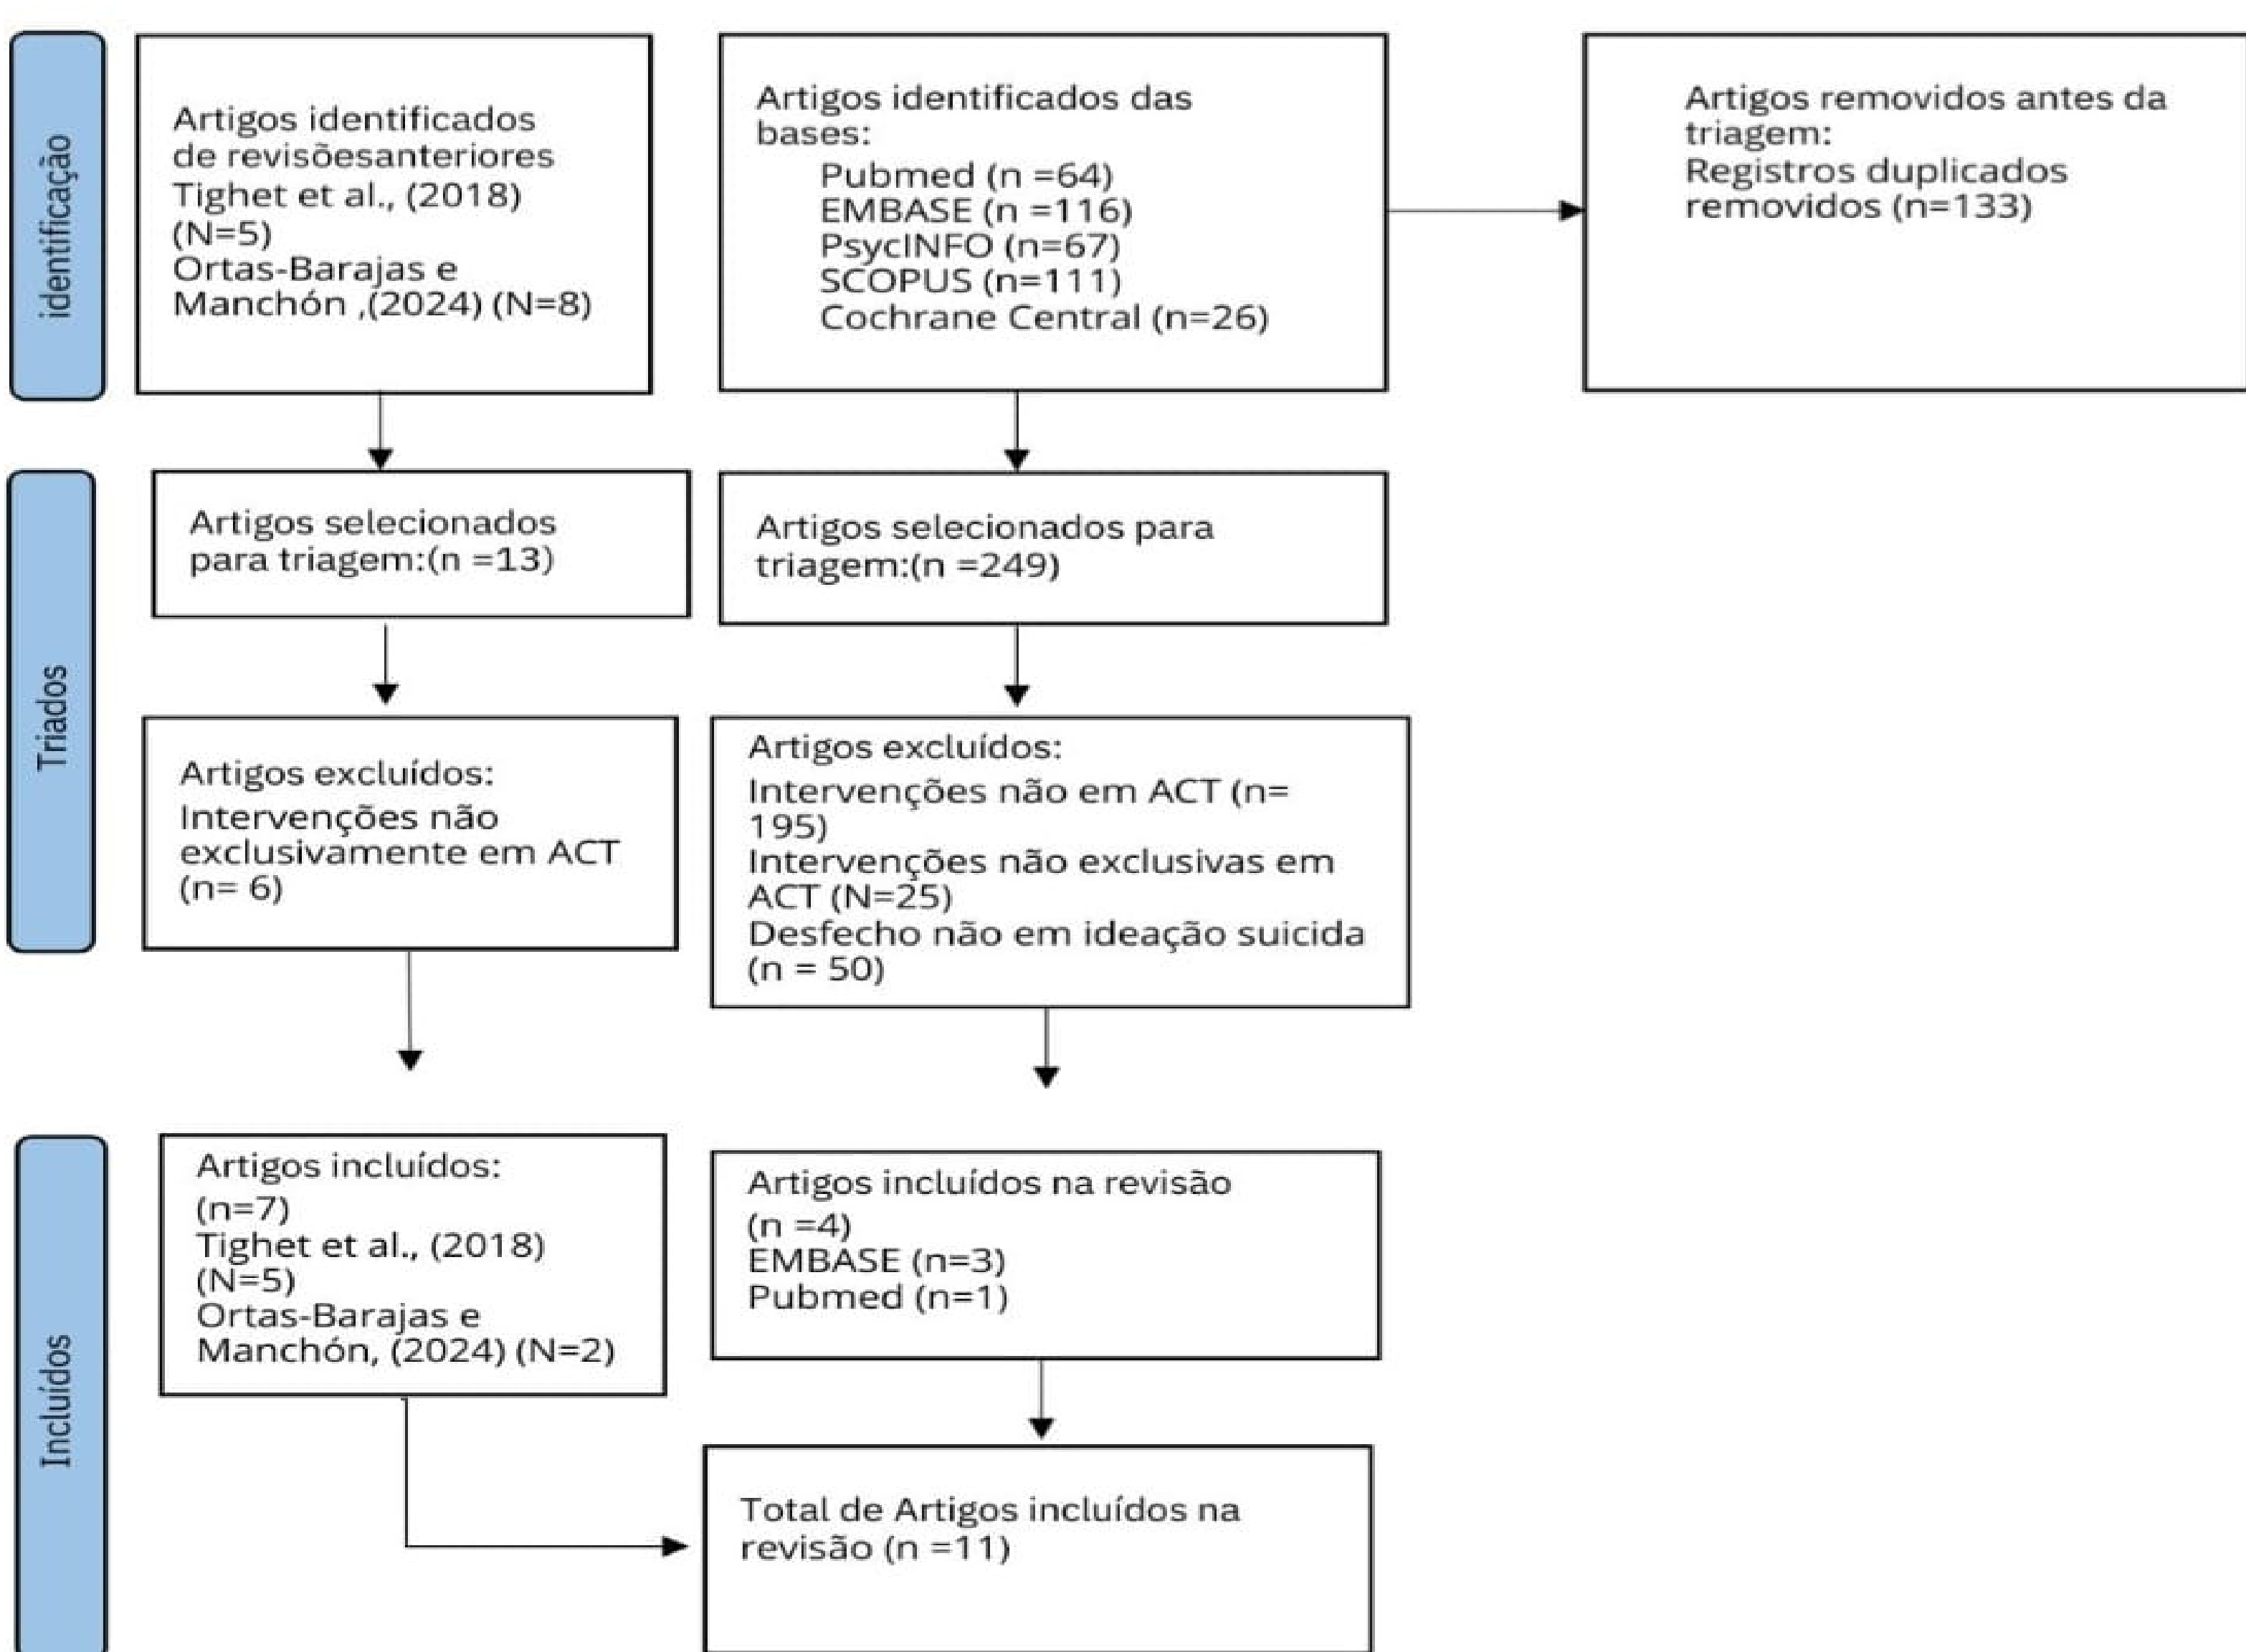 identificação
Artigos identificados
de revisõesanteriores
Tighet et al., (2018)
(N=5)
Ortas-Barajas e
Manchón ,(2024) (N=8)
Artigos identificados das
bases:
Pubmed (n =64)
EMBASE (n =116)
PsycINFO (n=67)
SCOPUS (n=111)
Cochrane Central (n=26)
Artigos removidos antes da
triagem:
Registros duplicados
removidos (n=133)
Triados
Artigos selecionados
para triagem:(n =13)
Artigos selecionados para
triagem:(n =249)
Artigos excluídos:
Intervenções não
exclusivamente em ACT
(n= 6)
Artigos excluídos:
Intervenções não em ACT (n=
195)
Intervenções não exclusivas em
ACT (N=25)
Desfecho não em ideação suicida
(n = 50)
Incluídos
Artigos incluídos:
(n=7)
Tighet et al., (2018)
(N=5)
Ortas-Barajas e
Manchón, (2024) (N=2)
Artigos incluídos na revisão
(n =4)
EMBASE (n=3)
Pubmed (n=1)
Total de Artigos incluídos na
revisão (n =11)